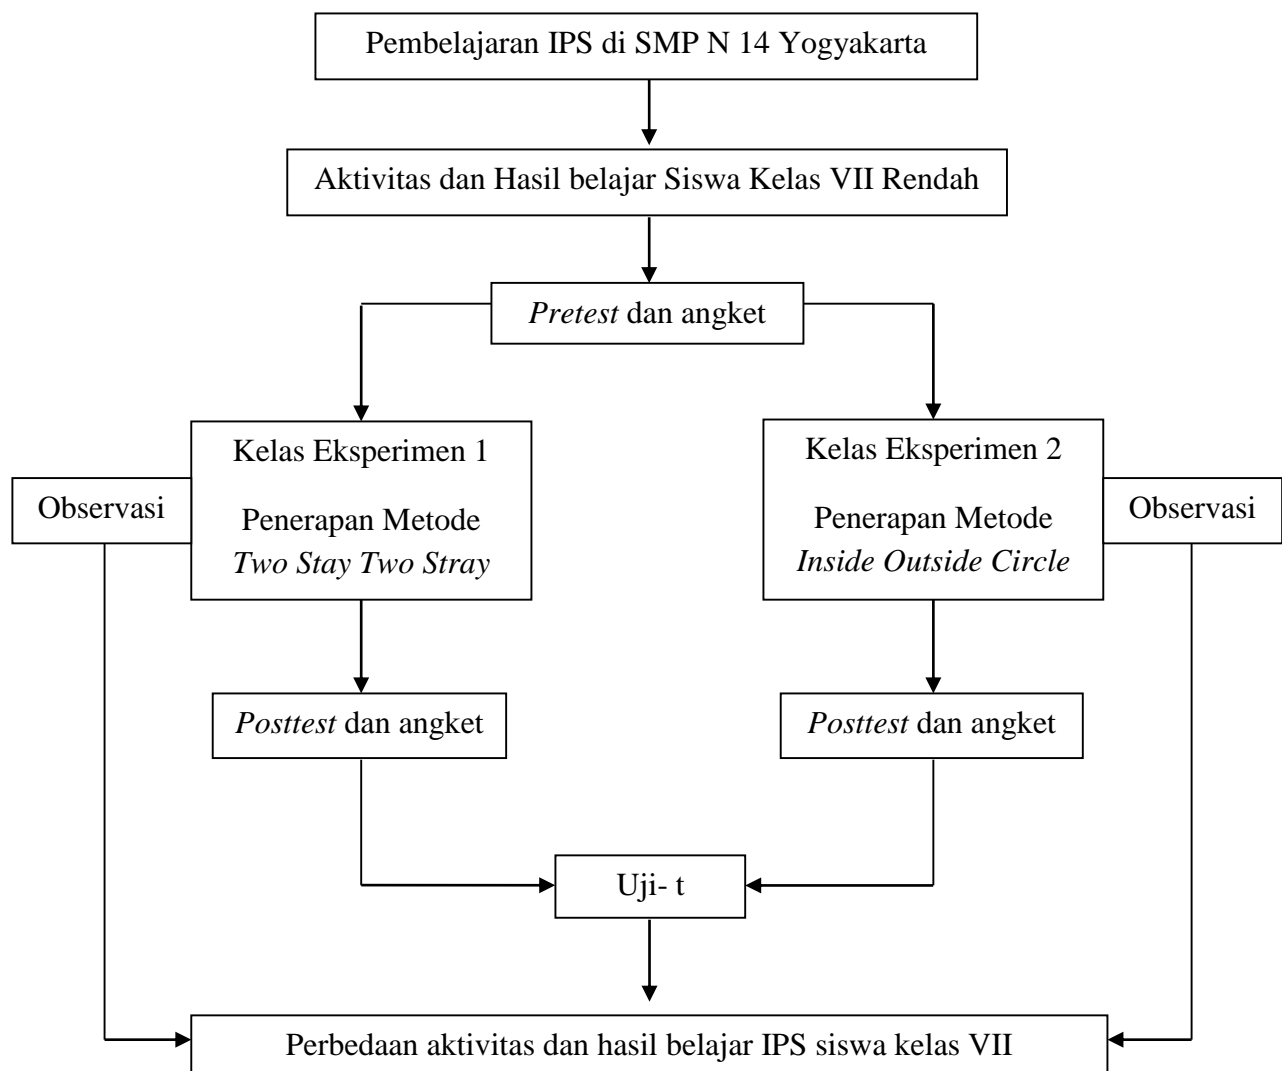 Pembelajaran IPS di SMP N 14 Yogyakarta
Aktivitas dan Hasil belajar Siswa Kelas VII Rendah
Pretest dan angket
Kelas Eksperimen 1
Penerapan Metode
Two Stay Two Stray
Kelas Eksperimen 2
Penerapan Metode
Inside Outside Circle
Observasi
Observasi
Posttest dan angket
Posttest dan angket
Uji- t
Perbedaan aktivitas dan hasil belajar IPS siswa kelas VII